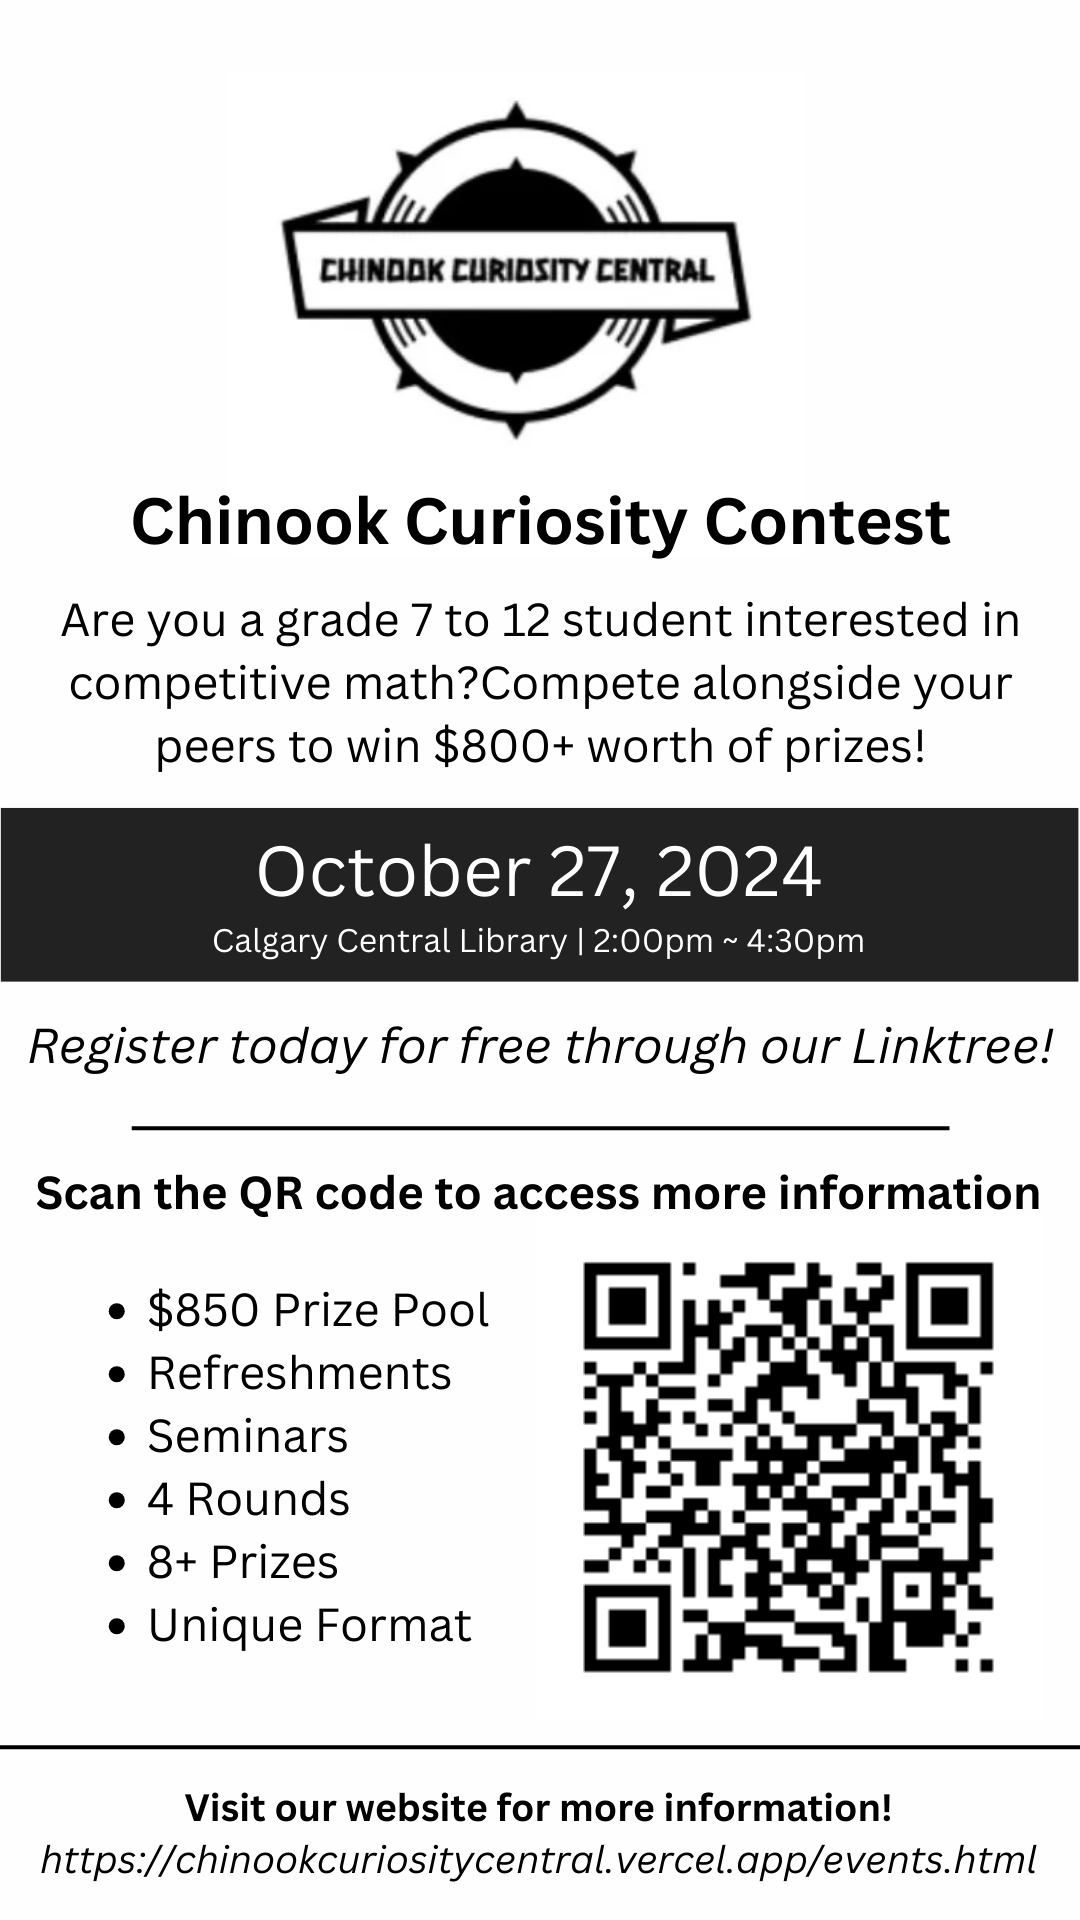 CHINOOK CURIOSITY CENTRAL
Chinook Curiosity Contest
Are you a grade 7 to 12 student interested in
competitive math?Compete alongside your
peers to win $800+ worth of prizes!
October 27, 2024
Calgary Central Library | 2:00pm ~ 4:30pm
Register today for free through our Linktree!
Scan the QR code to access more information
• $850 Prize Pool
• Refreshments
• Seminars
• 4 Rounds
• 8+ Prizes
• Unique Format
Visit our website for more information!
https://chinookcuriositycentral.vercel.app/events.html